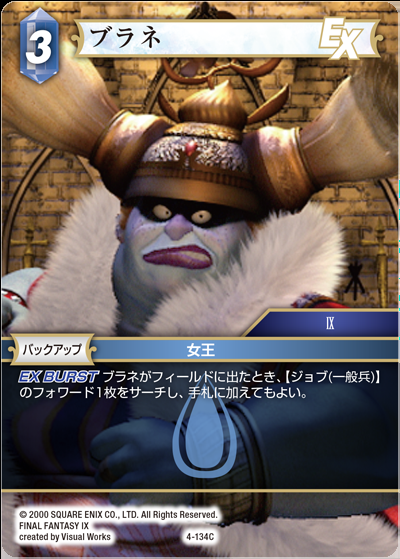 3
ブラネ
EX
IX
バックアップ
女王
EX BURST ブラネがフィールドに出たとき、【ジョブ(一般兵)】
のフォワード1枚をサーチし、手札に加えてもよい。
© 2000 SQUARE ENIX CO., LTD. All Rights Reserved.
FINAL FANTASY IX
created by Visual Works
4-134C